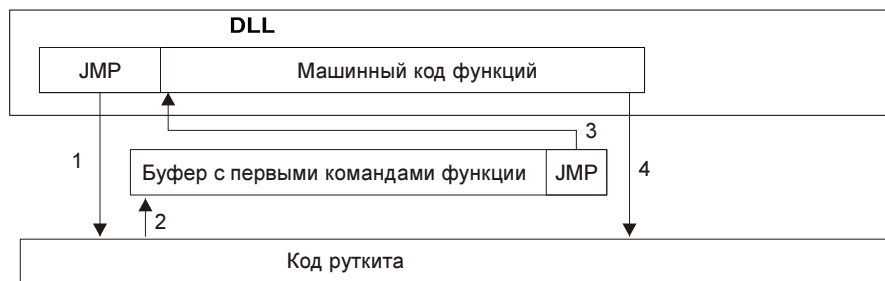 DLL
JMP
Машинный код функций
1
3
Буфер с первыми командами функции
JMP
4
2
Код руткита